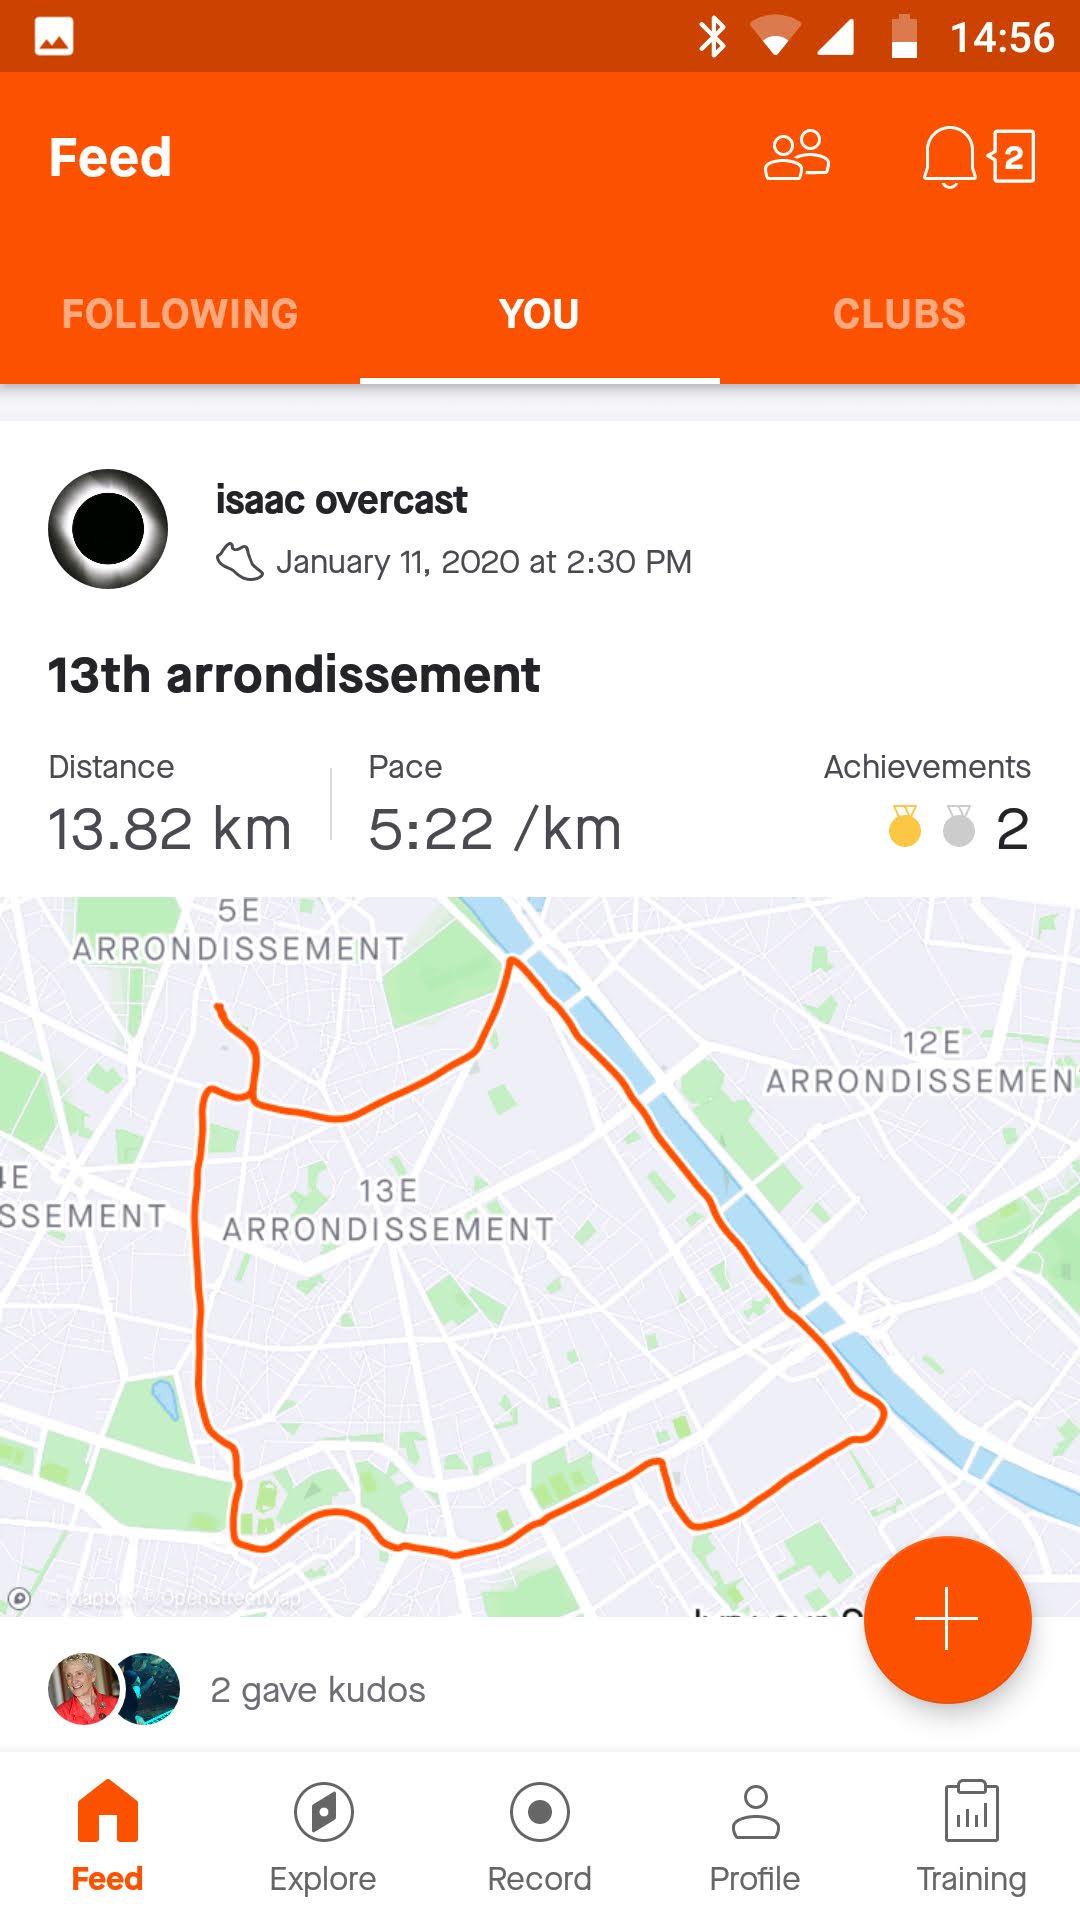 14:56
Feed
2
FOLLOWING
YOU
CLUBS
isaac overcast
January 11, 2020 at 2:30 PM
13th arrondissement
Distance
13.82 km
Pace
5:22 /km
Achievements
2
5E
ARRONDISSEMENT
12E
ARRONDISSEMEN
4E
SSEMENT
13E
ARRONDISSEMENT
© Mapbox © OpenStreetMap
2 gave kudos
Feed
Explore
Record
Profile
Training